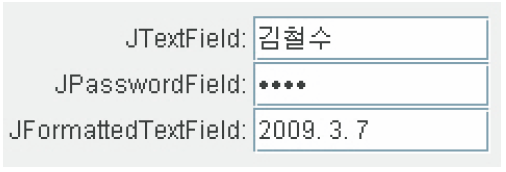 JTextField: 김철수
JPasswordField: ••••
JFormattedTextField: 2009. 3. 7